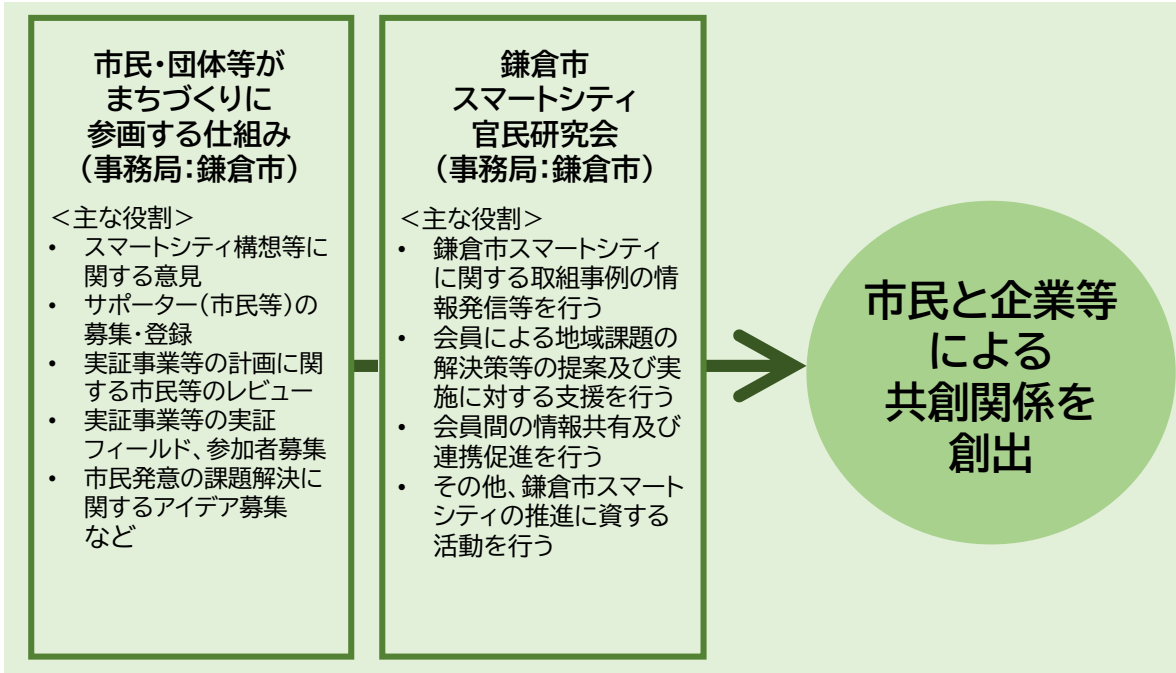 市民・団体等が
まちづくりに
参画する仕組み
（事務局：鎌倉市）
＜主な役割＞
• スマートシティ構想等に
関する意見
• サポーター（市民等）の
募集・登録
• 実証事業等の計画に関
する市民等のレビュー
• 実証事業等の実証
フィールド、参加者募集
• 市民発意の課題解決に
関するアイデア募集
など
鎌倉市
スマートシティ
官民研究会
（事務局：鎌倉市）
＜主な役割＞
• 鎌倉市スマートシティ
に関する取組事例の情
報発信等を行う
• 会員による地域課題の
解決策等の提案及び実
施に対する支援を行う
• 会員間の情報共有及び
連携促進を行う
• その他、鎌倉市スマート
シティの推進に資する
活動を行う
市民と企業等
による
共創関係を
創出